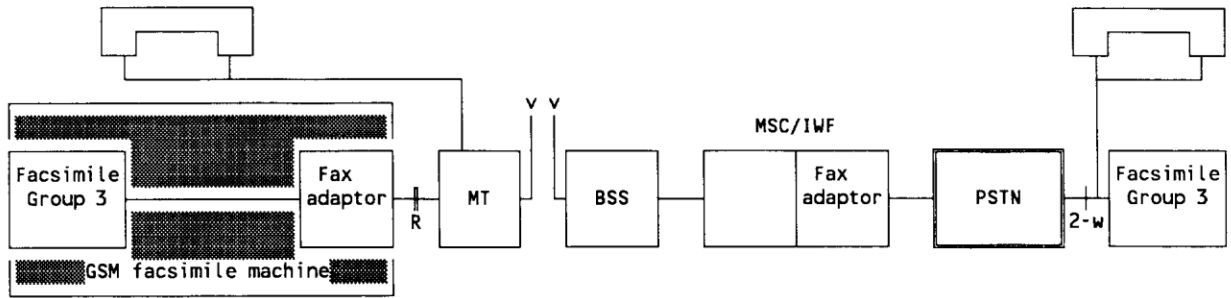 MSC/IWF
Facsimile
Group 3
Fax
adaptor
R
MT
v v
BSS
Fax
adaptor
PSTN
2-w
Facsimile
Group 3
GSM facsimile machine